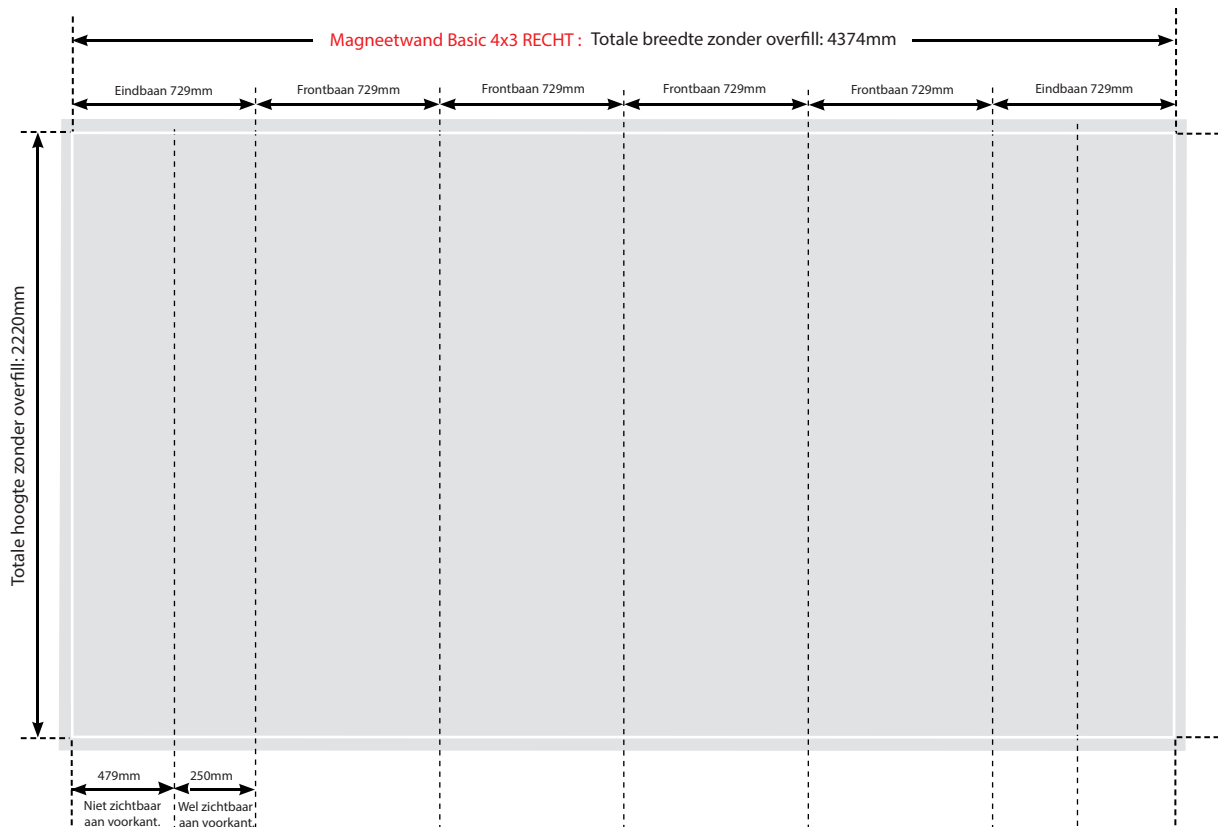 Magneetwand Basic 4x3 RECHT : Totale breedte zonder overfill: 4374mm
Eindbaan 729mm
Frontbaan 729mm
Frontbaan 729mm
Frontbaan 729mm
Frontbaan 729mm
Eindbaan 729mm
Totale hoogte zonder overfill: 2220mm
479mm
250mm
Niet zichtbaar
aan voorkant.
Wel zichtbaar
aan voorkant.